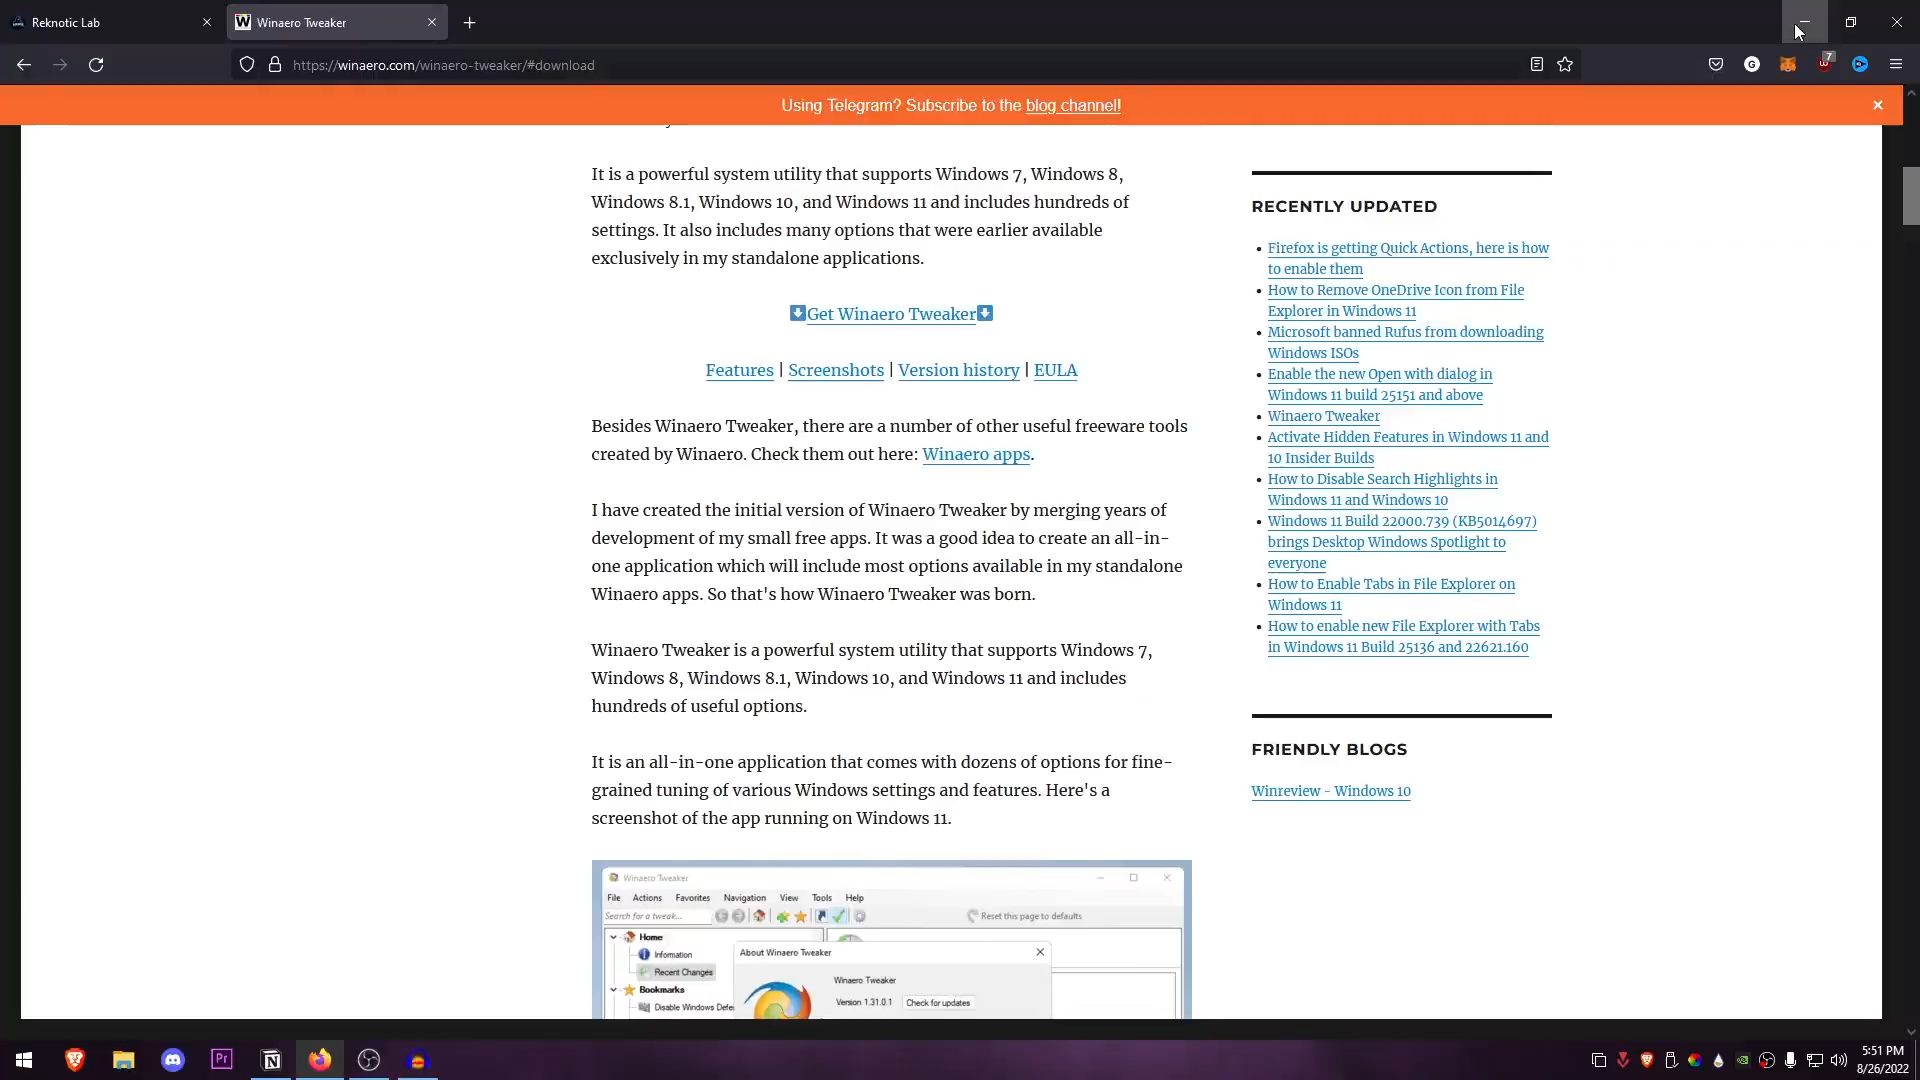 Reknotic Lab
Winaero Tweaker
https://winaero.com/winaero-tweaker/#download
G
7
Using Telegram? Subscribe to the blog channel!
It is a powerful system utility that supports Windows 7, Windows 8,
Windows 8.1, Windows 10, and Windows 11 and includes hundreds of
settings. It also includes many options that were earlier available
exclusively in my standalone applications.
Get Winaero Tweaker
Features | Screenshots | Version history | EULA
Besides Winaero Tweaker, there are a number of other useful freeware tools
created by Winaero. Check them out here: Winaero apps.
I have created the initial version of Winaero Tweaker by merging years of
development of my small free apps. It was a good idea to create an all-in-
one application which will include most options available in my standalone
Winaero apps. So that's how Winaero Tweaker was born.
Winaero Tweaker is a powerful system utility that supports Windows 7,
Windows 8, Windows 8.1, Windows 10, and Windows 11 and includes
hundreds of useful options.
It is an all-in-one application that comes with dozens of options for fine-
grained tuning of various Windows settings and features. Here's a
screenshot of the app running on Windows 11.
Winaero Tweaker
File Actions Favorites Navigation View Tools Help
Search for a tweak...
Reset this page to defaults
Home
Information
Recent Changes
Bookmarks
Disable Windows Defe
About Winaero Tweaker
Winaero Tweaker
Version 1.31.0.1 Check for updates
RECENTLY UPDATED
Firefox is getting Quick Actions, here is how
to enable them
How to Remove OneDrive Icon from File
Explorer in Windows 11
Microsoft banned Rufus from downloading
Windows ISOs
Enable the new Open with dialog in
Windows 11 build 25151 and above
Winaero Tweaker
Activate Hidden Features in Windows 11 and
10 Insider Builds
How to Disable Search Highlights in
Windows 11 and Windows 10
Windows 11 Build 22000.739 (KB5014697)
brings Desktop Windows Spotlight to
everyone
How to Enable Tabs in File Explorer on
Windows 11
How to enable new File Explorer with Tabs
in Windows 11 Build 25136 and 22621.160
FRIENDLY BLOGS
Winreview - Windows 10
Pr
5:51 PM
8/26/2022